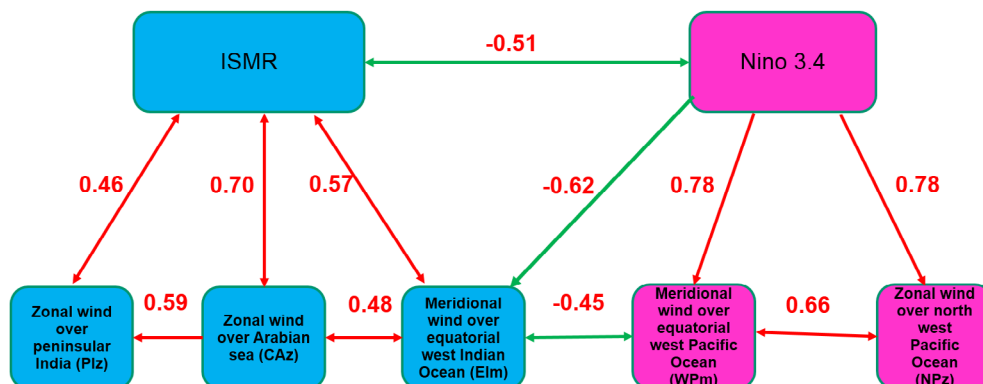 -0.51
ISMR
Nino 3.4
0.46
0.70
0.57
-0.62
0.78
0.78
0.59
0.48
-0.45
0.66
Zonal wind
over
peninsular
India (PIz)
Zonal wind
over Arabian
sea (CAz)
Meridional
wind over
equatorial
west Indian
Ocean (EIm)
Meridional
wind over
equatorial
west Pacific
Ocean
(WPm)
Zonal wind
over north
west
Pacific
Ocean
(NPz)